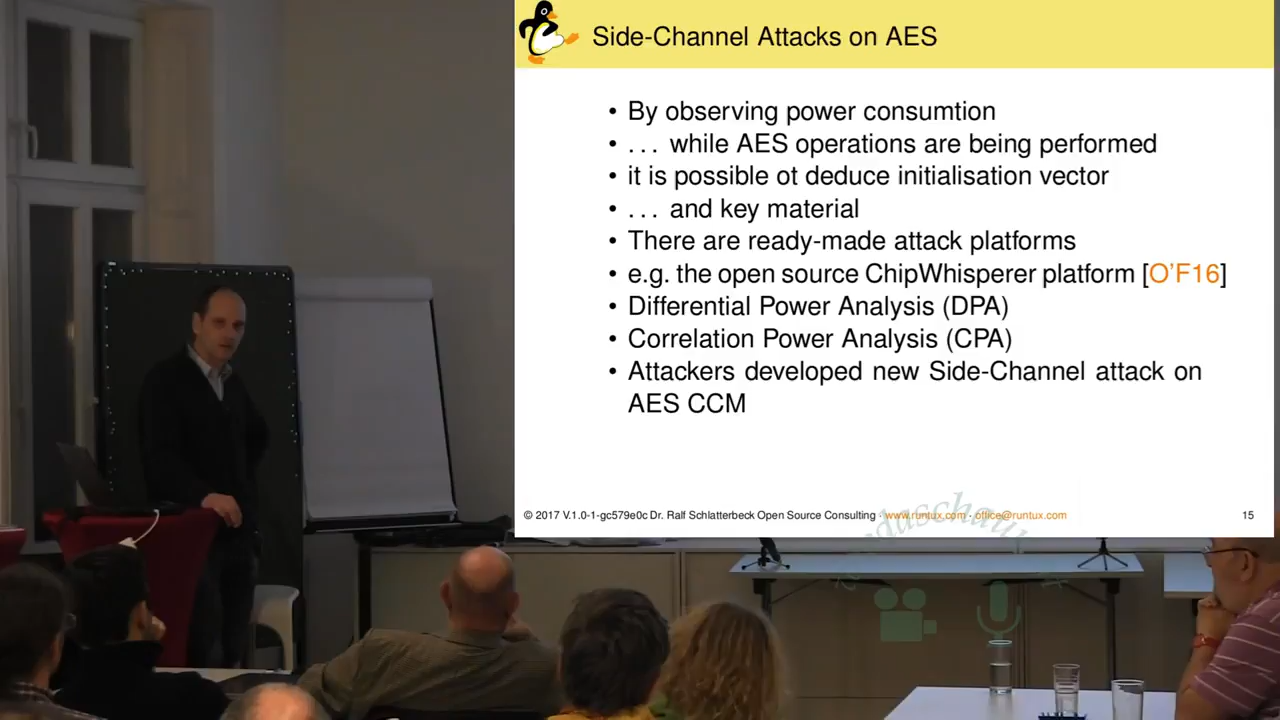 Side-Channel Attacks on AES
• By observing power consumtion
• . . . while AES operations are being performed
• it is possible ot deduce initialisation vector
• . . . and key material
• There are ready-made attack platforms
• e.g. the open source ChipWhisperer platform [O'F16]
• Differential Power Analysis (DPA)
• Correlation Power Analysis (CPA)
• Attackers developed new Side-Channel attack on
AES CCM
© 2017 V.1.0-1-gc579e0c Dr. Ralf Schlatterbeck Open Source Consulting · www.runtux.com · office@runtux.com 15